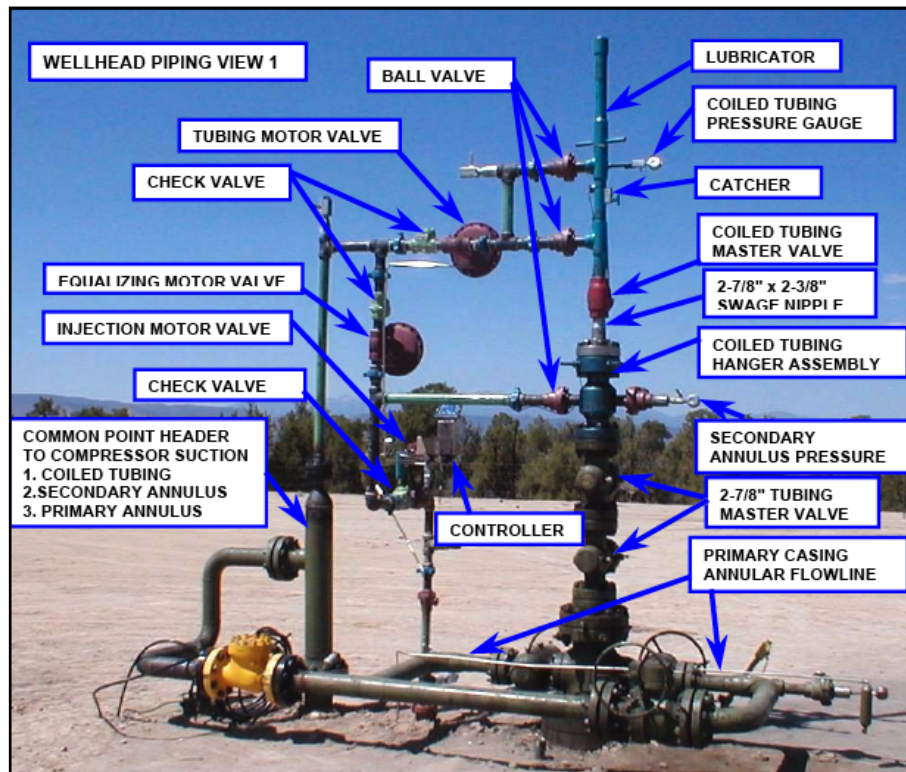 WELLHEAD PIPING VIEW 1
BALL VALVE
LUBRICATOR
COILED TUBING
PRESSURE GAUGE
TUBING MOTOR VALVE
CHECK VALVE
CATCHER
COILED TUBING
MASTER VALVE
EQUALIZING MOTOR VALVE
2-7/8" x 2-3/8"
SWAGE NIPPLE
INJECTION MOTOR VALVE
COILED TUBING
HANGER ASSEMBLY
CHECK VALVE
COMMON POINT HEADER
TO COMPRESSOR SUCTION
1. COILED TUBING
2.SECONDARY ANNULUS
3. PRIMARY ANNULUS
SECONDARY
ANNULUS PRESSURE
2-7/8" TUBING
MASTER VALVE
CONTROLLER
PRIMARY CASING
ANNULAR FLOWLINE